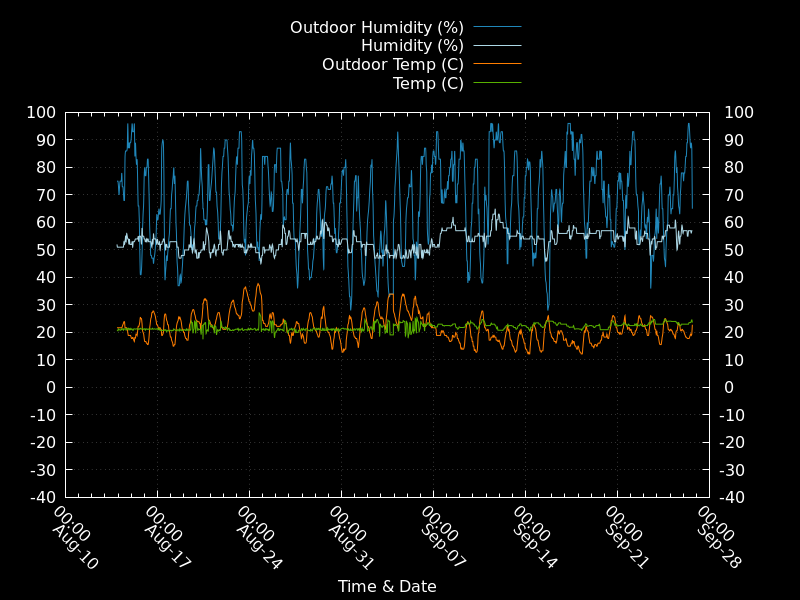 Outdoor Humidity (%)
Humidity (%)
Outdoor Temp (C)
Temp (C)
100 100
90 90
80 80
70 70
60 60
50 50
40 40
30 30
20 20
10 10
0 0
-10 -10
-20 -20
-30 -30
-40 -40
00:00 00:00 00:00 00:00 00:00 00:00 00:00 00:00
Aug-10 Aug-17 Aug-24 Aug-31 Sep-07 Sep-14 Sep-21 Sep-28
Time & Date